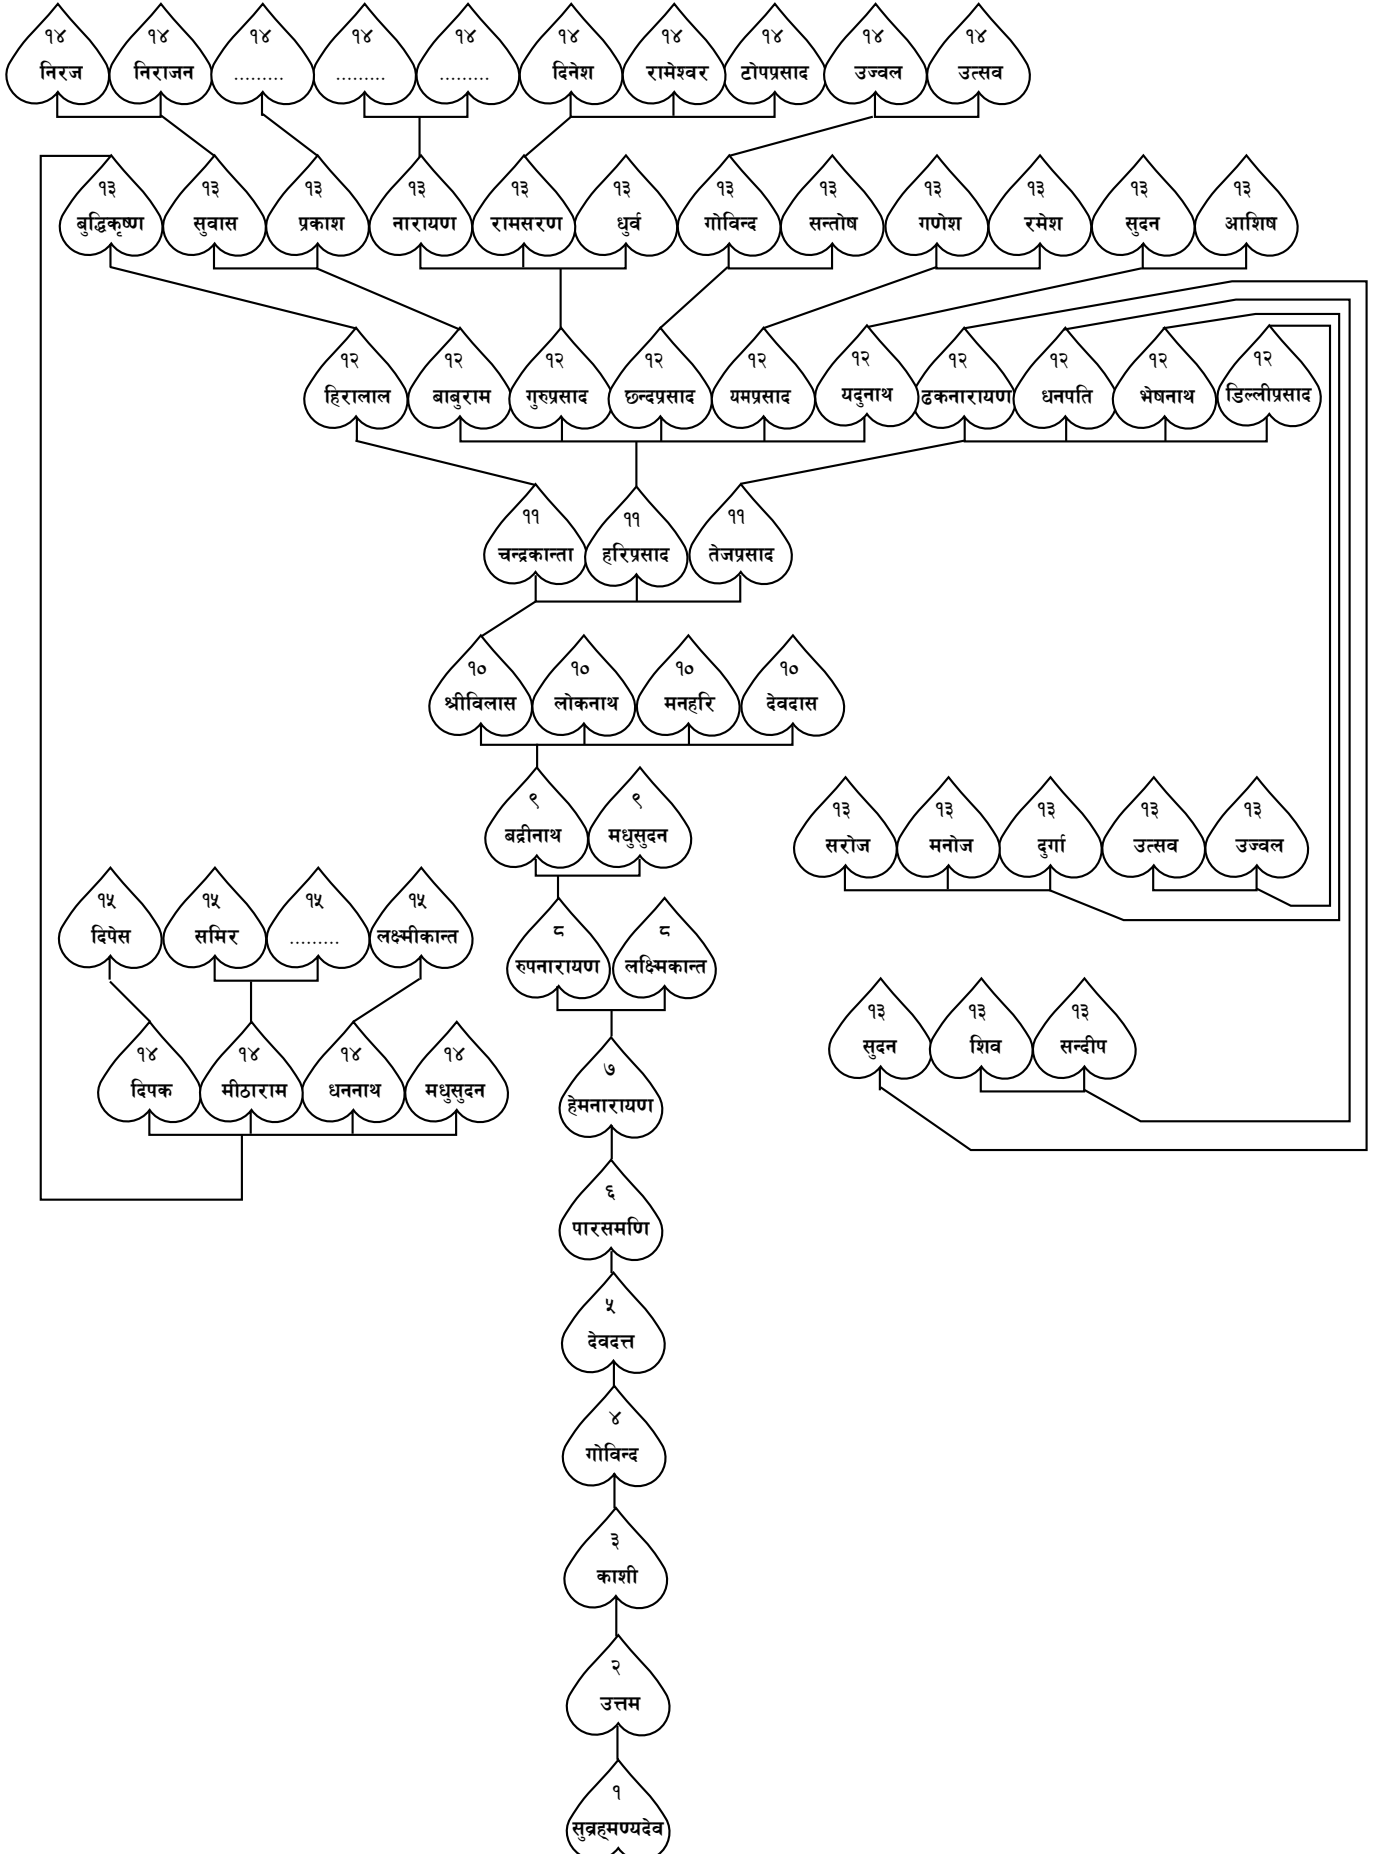 १४ १४ १४ १४ १४ १४ १४ १४ १४ १४
निरज निराजन ......... ......... ......... दिनेश रामेश्वर टोपप्रसाद उज्वल उत्सव
१३ १३ १३ १३ १३ १३ १३ १३ १३ १३ १३ १३
बुद्धिकृष्ण सुवास प्रकाश नारायण रामसरण धुर्व गोविन्द सन्तोष गणेश रमेश सुदन आशिष
१२ १२ १२ १२ १२ १२ १२ १२ १२ १२
हिरालाल बाबुराम गुरुप्रसाद छन्दप्रसाद यमप्रसाद यदुनाथ ढकनारायण धनपति भेषनाथ डिल्लीप्रसाद
११ ११ ११
चन्द्रकान्ता हरिप्रसाद तेजप्रसाद
१० १० १० १०
श्रीविलास लोकनाथ मनहरि देवदास
९ ९
बद्रीनाथ मधुसुदन
१३ १३ १३ १३ १३
सरोज मनोज दुर्गा उत्सव उज्वल
१५ १५ १५ १५
दिपेस समिर ......... लक्ष्मीकान्त
८ ८
रुपनारायण लक्ष्मिकान्त
१३ १३ १३
सुदन शिव सन्दीप
१४ १४ १४ १४
दिपक मीठाराम धननाथ मधुसुदन
७
हेमनारायण
६
पारसमणि
५
देवदत्त
४
गोविन्द
३
काशी
२
उत्तम
१
सुब्रह्मण्यदेव